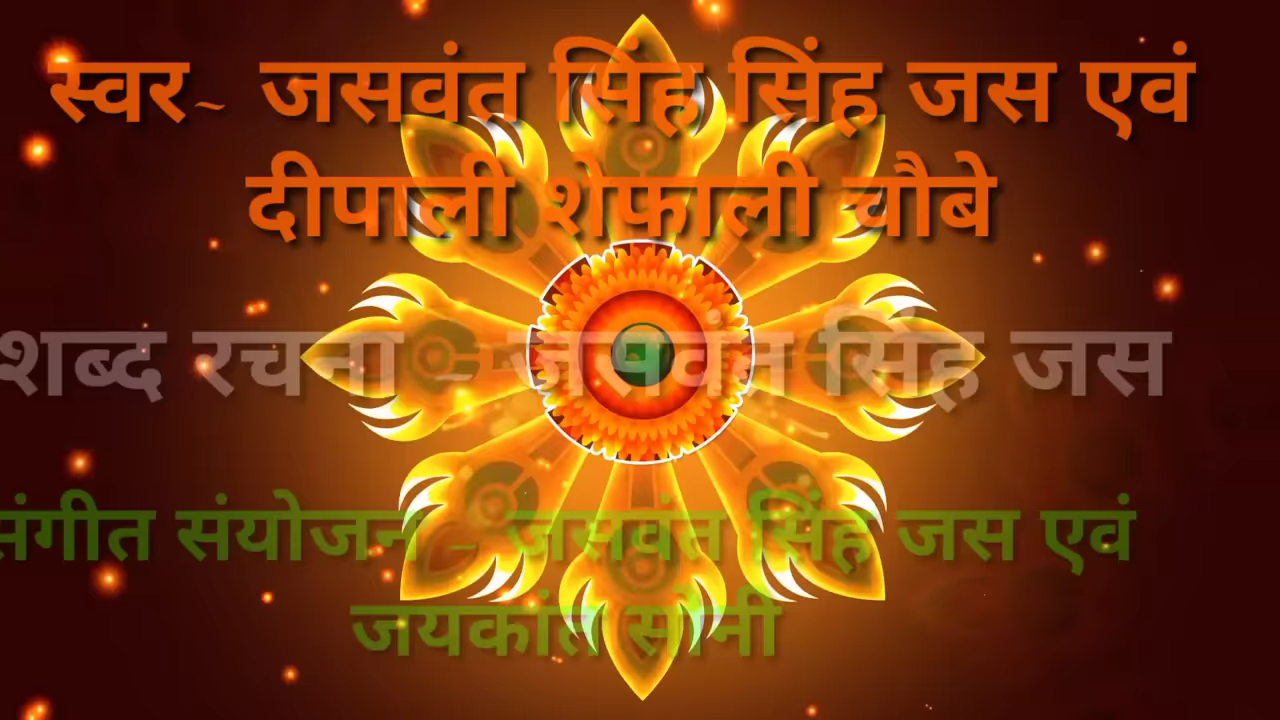 स्वर~ जसवंत सिंह सिंह जस एवं
दीपाली शेफाली चौबे
शब्द रचना - जसवंत सिंह जस
संगीत संयोजन - जसवंत सिंह जस एवं
जयकांत सोनी